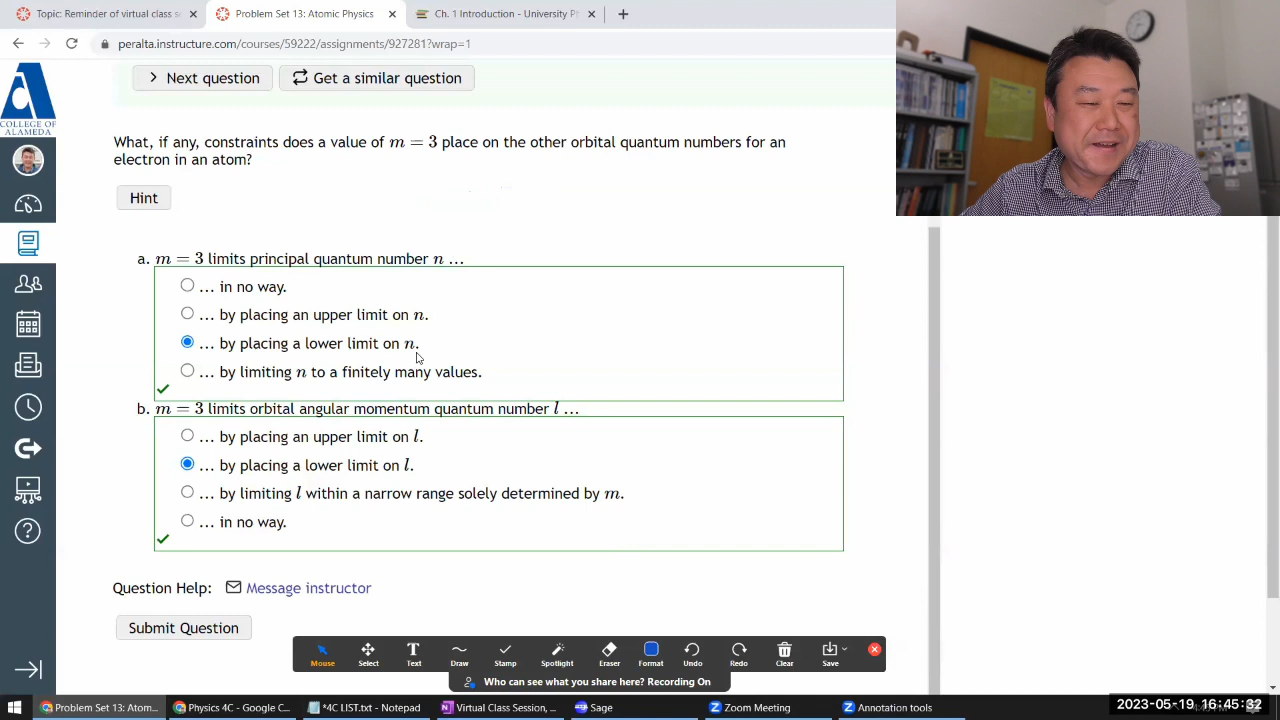 Topic: Reminder of virtual class s
Problem Set 13: Atomic Physics
Ch. 1 Introduction - University P
peralta.instructure.com/courses/59222/assignments/927281?wrap=1
Next question
Get a similar question
COLLEGE OF
ALAMEDA
What, if any, constraints does a value of m = 3 place on the other orbital quantum numbers for an
electron in an atom?
Hint
a. m = 3 limits principal quantum number n …
… in no way.
… by placing an upper limit on n.
… by placing a lower limit on n.
… by limiting n to a finitely many values.
b. m = 3 limits orbital angular momentum quantum number l …
… by placing an upper limit on l.
… by placing a lower limit on l.
… by limiting l within a narrow range solely determined by m.
… in no way.
Question Help: Message instructor
Submit Question
Mouse Select Text Draw Stamp Spotlight Eraser Format Undo Redo Clear Save
Who can see what you share here? Recording On
Problem Set 13: Atom... Physics 4C - Google C... *4C LIST.txt - Notepad Virtual Class Session, ... Sage Zoom Meeting Annotation tools
2023-05-19 16:45:32